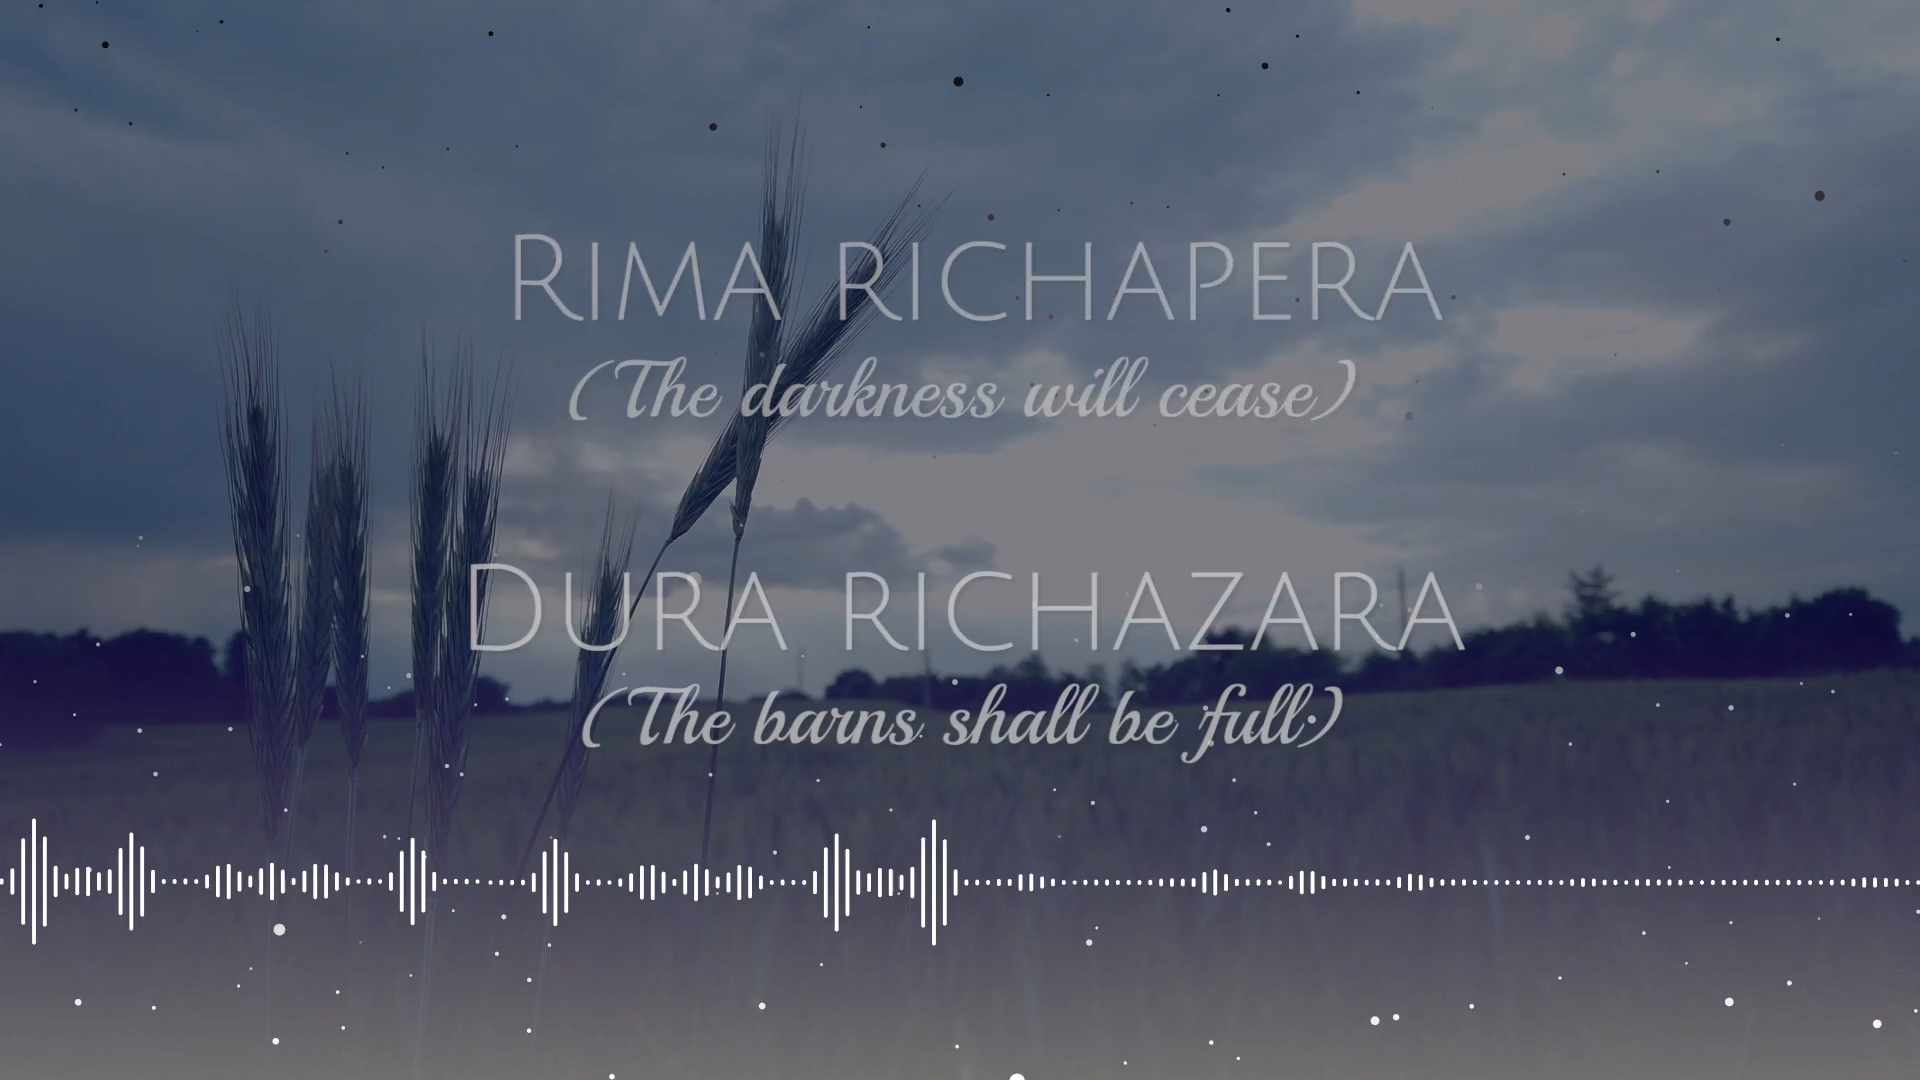 Rima richapera
(The darkness will cease)
Dura richazara
(The barns shall be full)